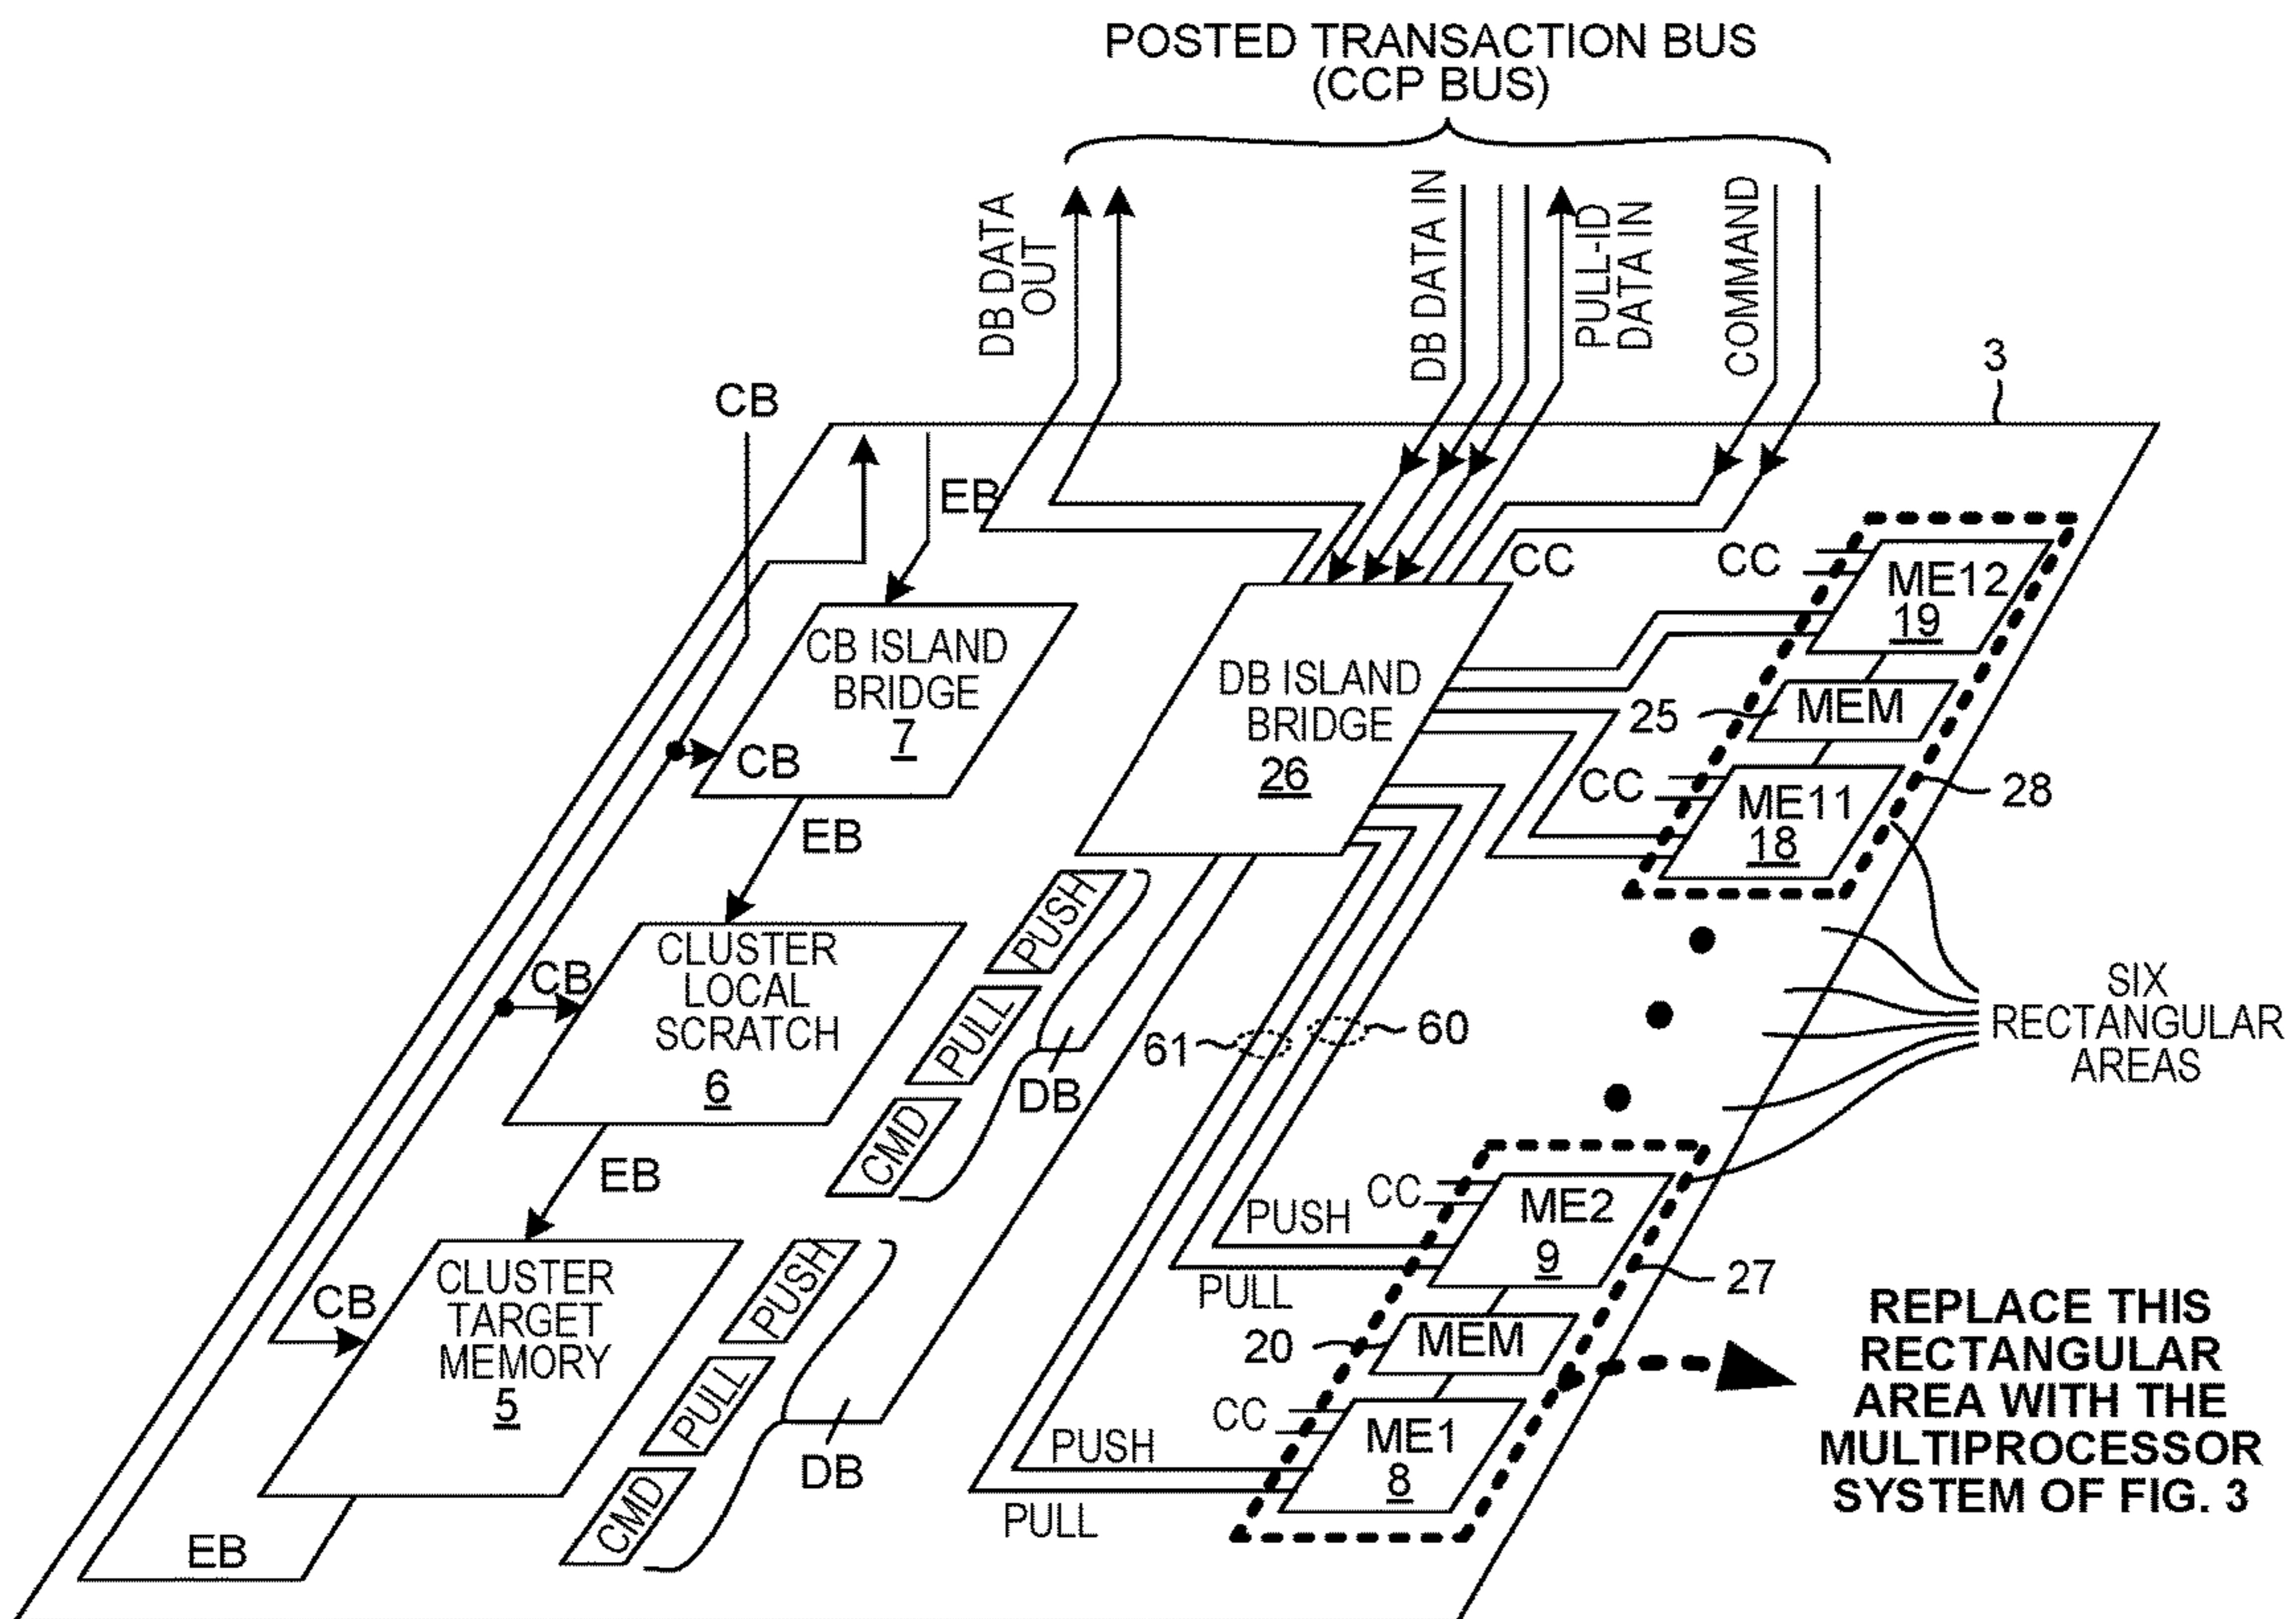 POSTED TRANSACTION BUS
(CCP BUS)
DB DATA
OUT
DB DATA IN
PULL-ID
DATA IN
COMMAND
3
CB
EB
CC
CC
ME12
19
CB ISLAND
BRIDGE
7
DB ISLAND
BRIDGE
26
25
MEM
CB
CC
ME11
18
28
EB
PUSH
CLUSTER
LOCAL
SCRATCH
6
CB
PULL
CMD
DB
61
60
SIX
RECTANGULAR
AREAS
EB
CC
PUSH
ME2
9
PULL
27
CLUSTER
TARGET
MEMORY
5
CB
PUSH
PULL
CMD
DB
20
MEM
CC
ME1
8
PUSH
PULL
REPLACE THIS
RECTANGULAR
AREA WITH THE
MULTIPROCESSOR
SYSTEM OF FIG. 3
EB